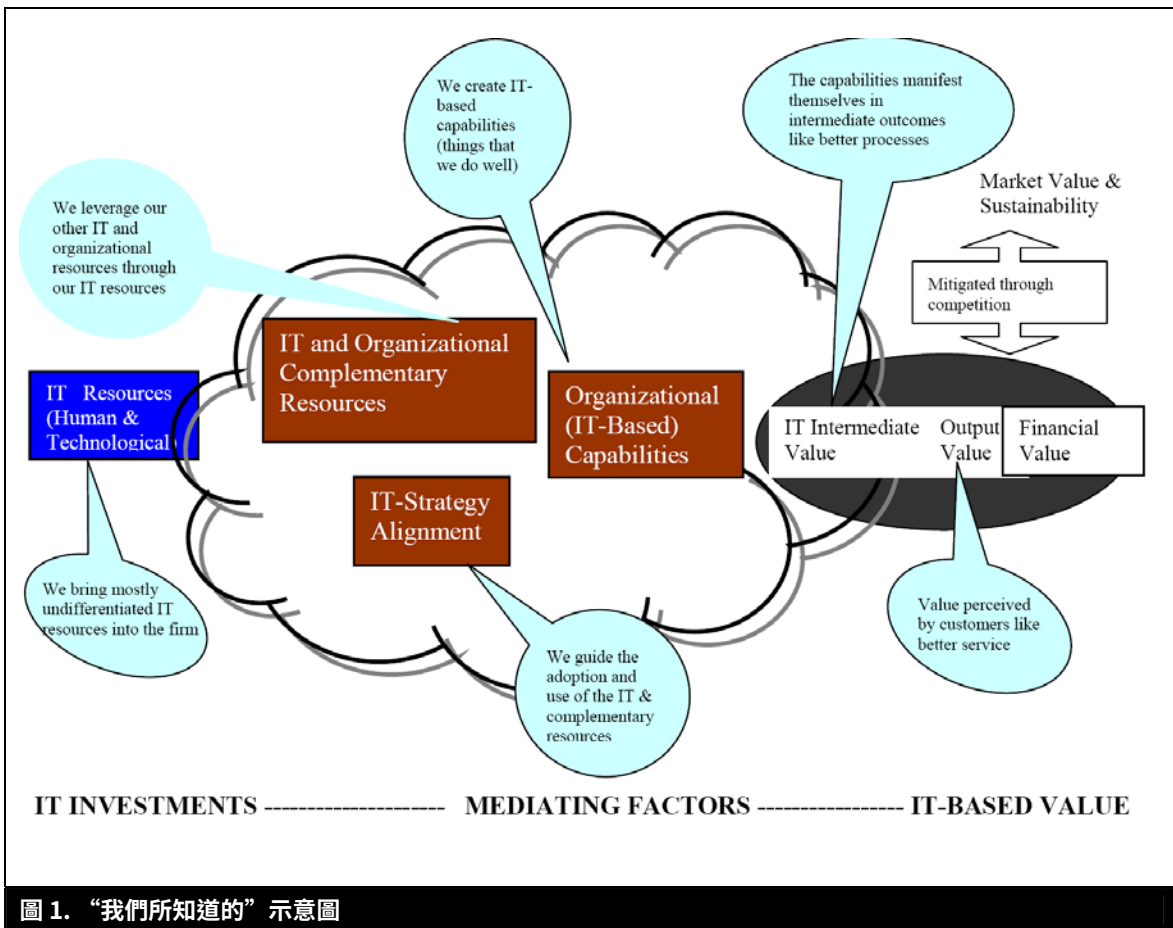 We create IT-
based
capabilities
(things that
we do well)
The capabilities manifest
themselves in
intermediate outcomes
like better processes
Market Value &
Sustainability
We leverage our
other IT and
organizational
resources through
our IT resources
Mitigated through
competition
IT and Organizational
Complementary
Resources
IT Resources
(Human &
Technological)
Organizational
(IT-Based)
Capabilities
IT Intermediate
Value
Output
Value
Financial
Value
IT-Strategy
Alignment
We bring mostly
undifferentiated IT
resources into the firm
Value perceived
by customers like
better service
We guide the
adoption and
use of the IT &
complementary
resources
IT INVESTMENTS --------------------- MEDIATING FACTORS ----------------- IT-BASED VALUE
圖 1. “我們所知道的”示意圖